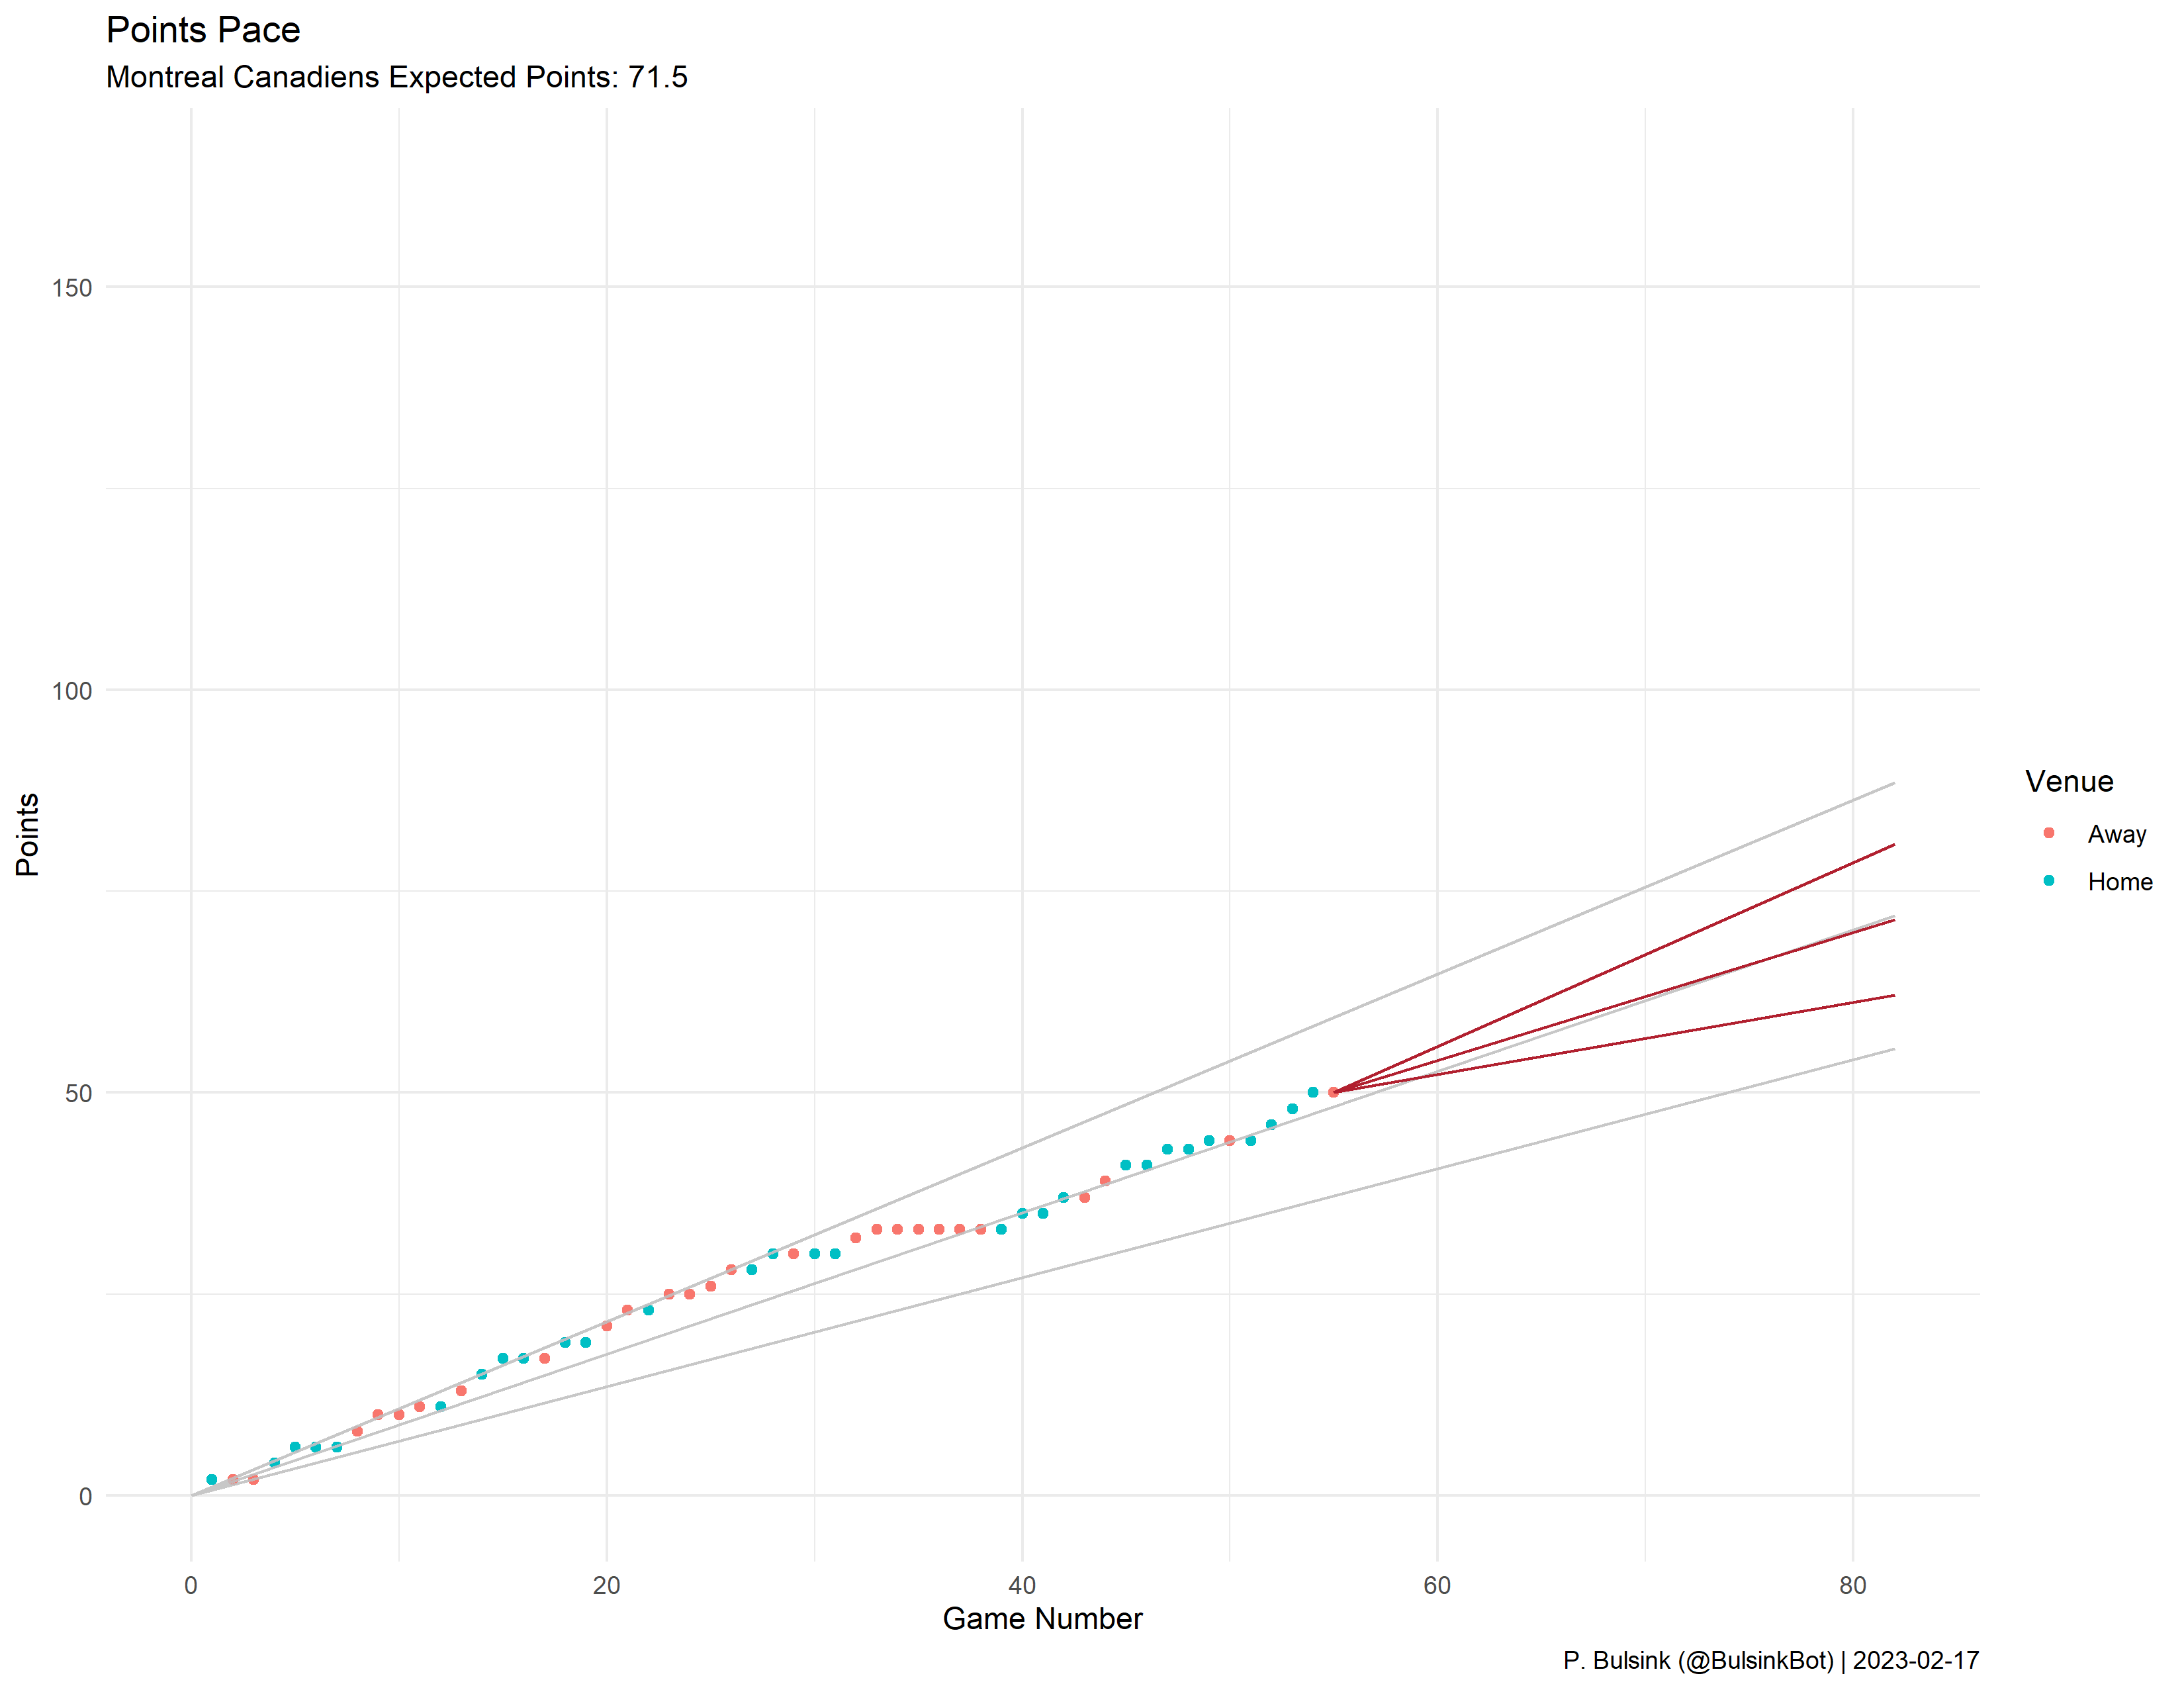 Points Pace
Montreal Canadiens Expected Points: 71.5
150
100
50
0
Points
0 20 40 60 80
Game Number
Venue
Away
Home
P. Bulsink (@BulsinkBot) | 2023-02-17